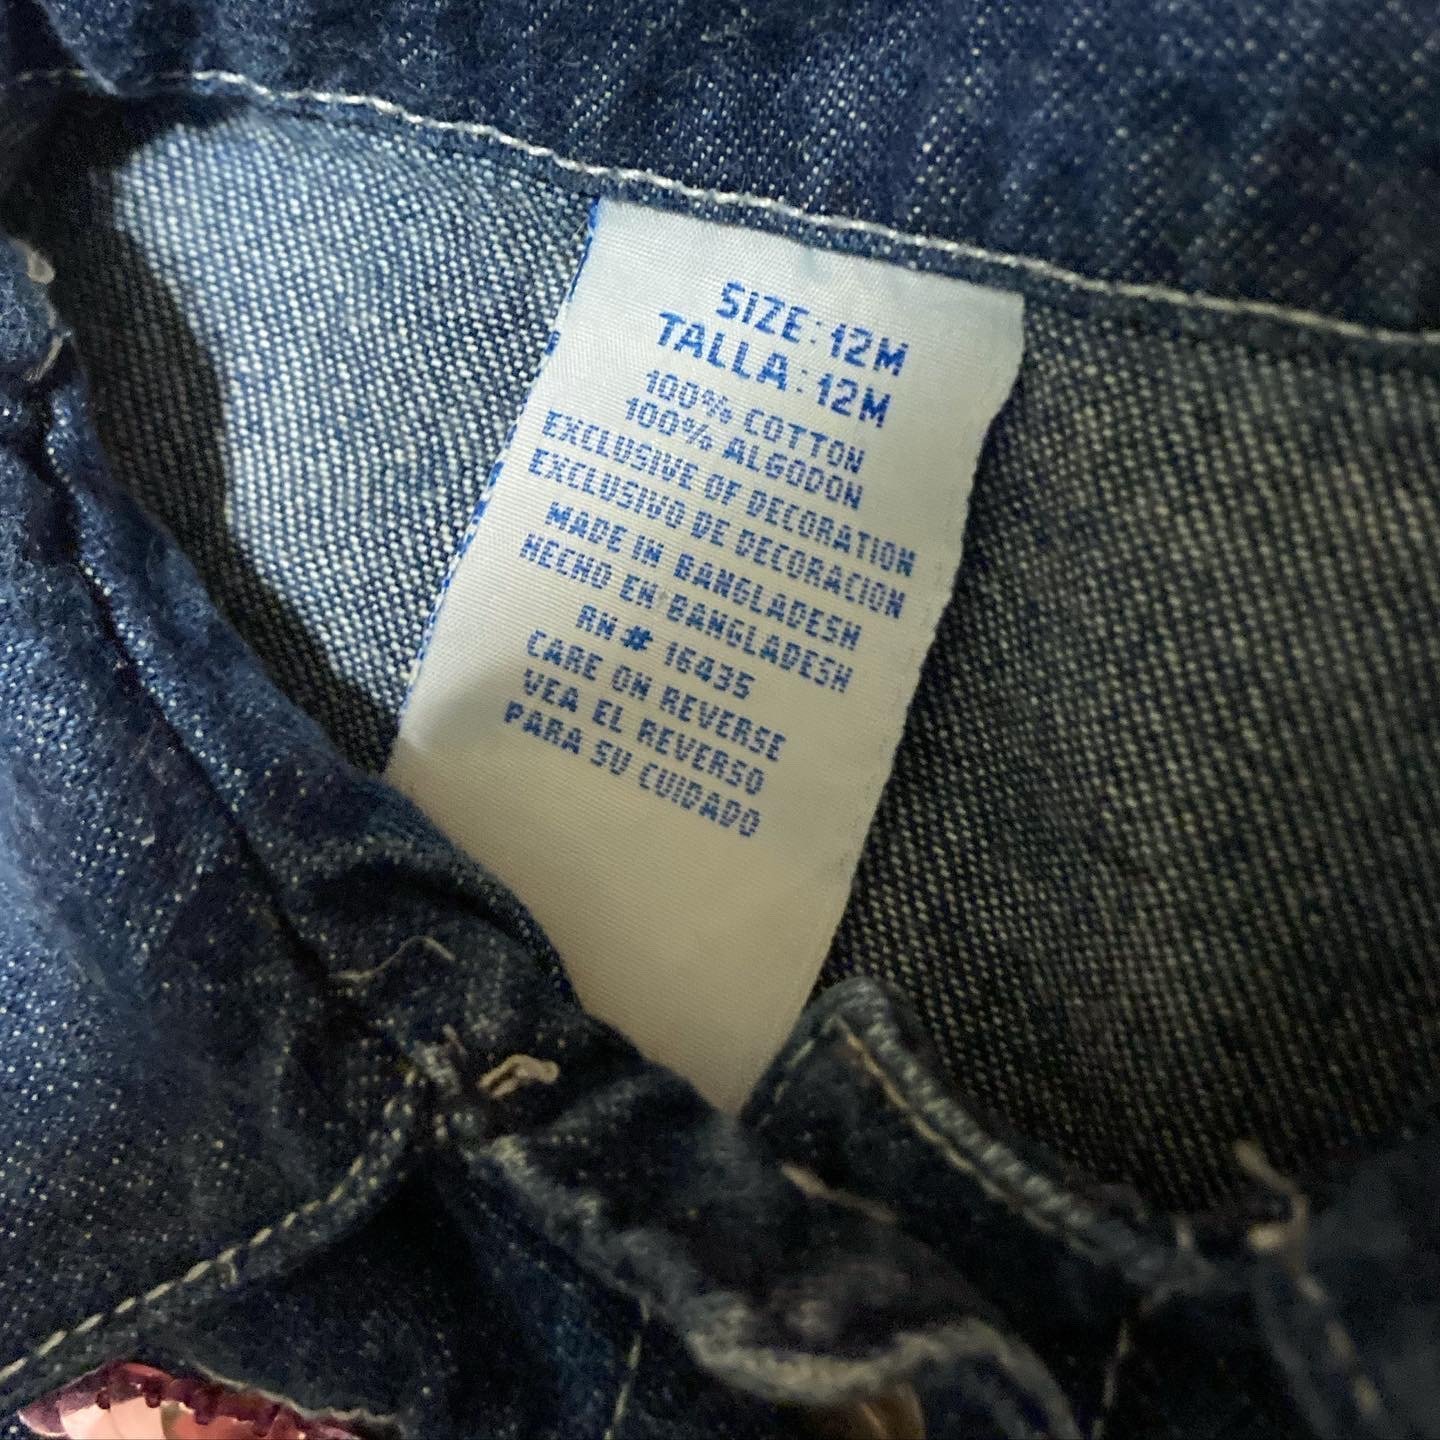 SIZE: 12M
TALLA: 12M
100% COTTON
100% ALGODON
EXCLUSIVE OF DECORATION
EXCLUSIVO DE DECORACION
MADE IN BANGLADESH
HECHO EN BANGLADESH
RN# 16435
CARE ON REVERSE
VEA EL REVERSO
PARA SU CUIDADO